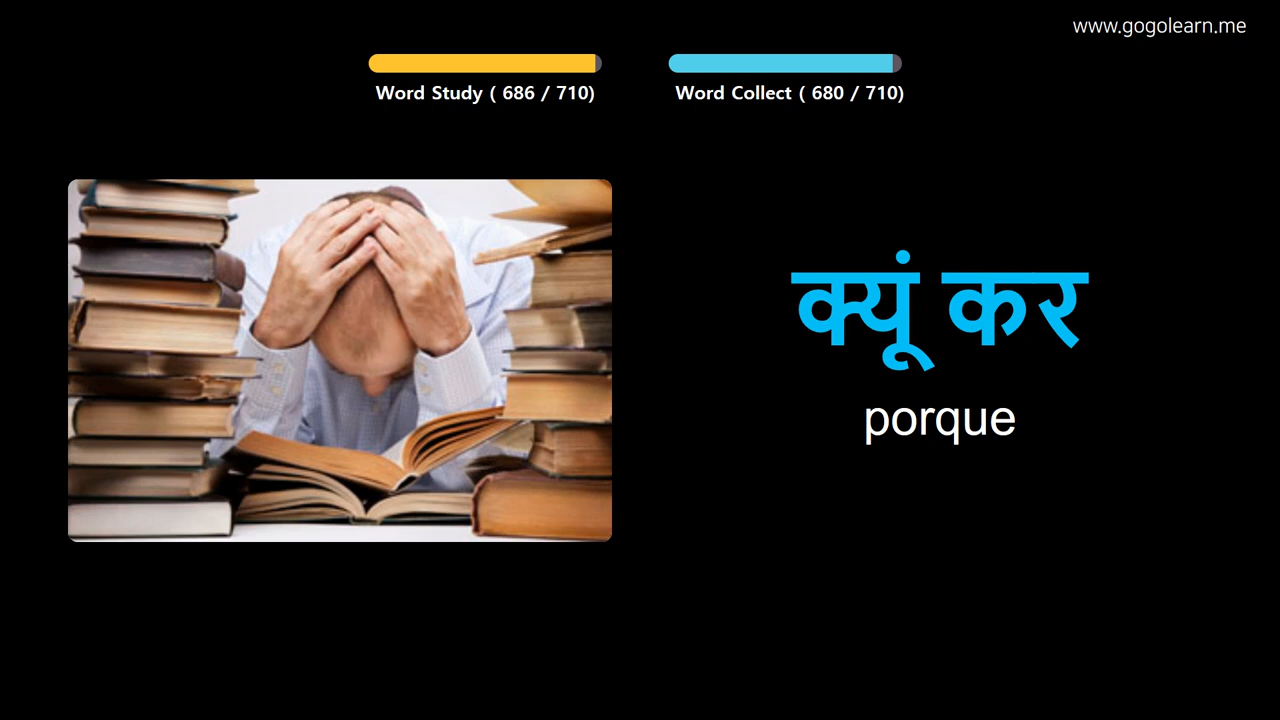 www.gogolearn.me
Word Study ( 686 / 710)
Word Collect ( 680 / 710)
क्यूं कर
porque